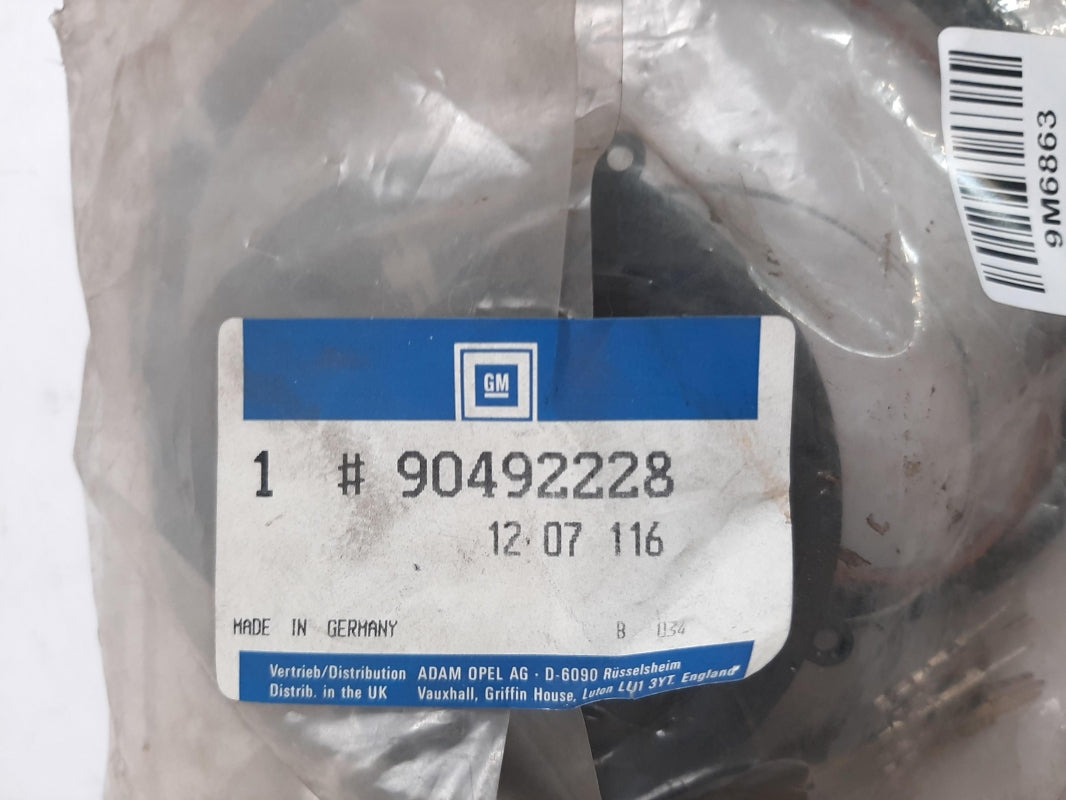 9M6863
GM
1 # 90492228
12 07 116
MADE IN GERMANY B 034
Vertrieb/Distribution ADAM OPEL AG · D-6090 Rüsselsheim
Distrib. in the UK Vauxhall, Griffin House, Luton LU1 3YT. England